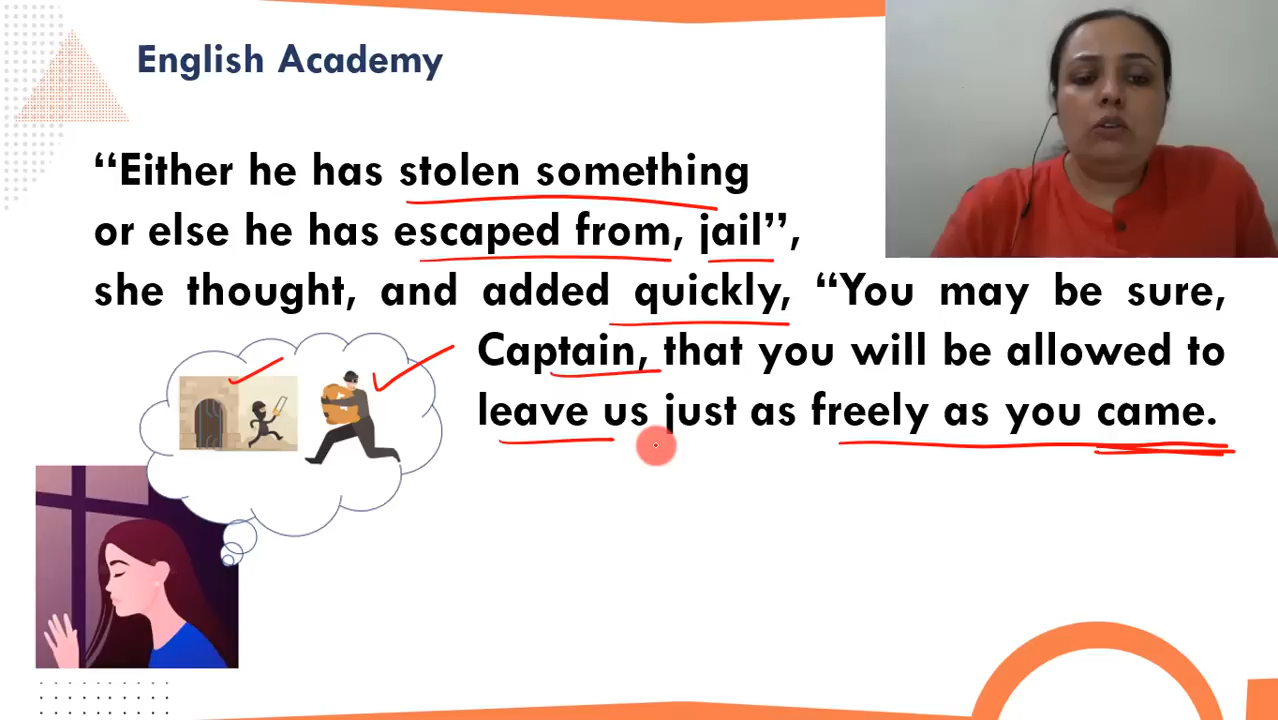 English Academy
“Either he has stolen something
or else he has escaped from, jail”,
she thought, and added quickly, “You may be sure,
Captain, that you will be allowed to
leave us just as freely as you came.